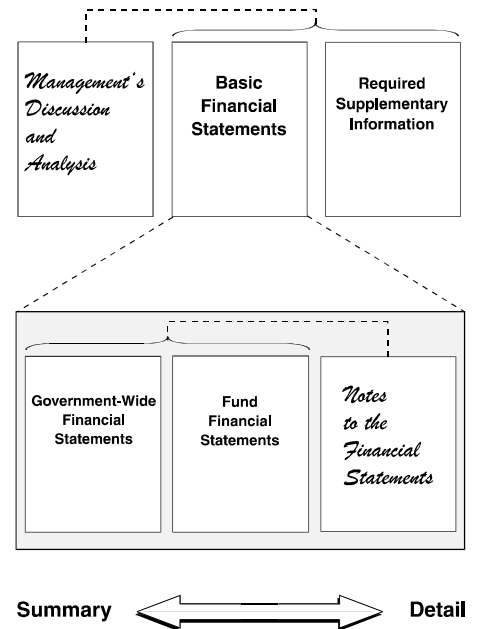 Management's
Discussion
and
Analysis
Basic
Financial
Statements
Required
Supplementary
Information
Government-Wide
Financial
Statements
Fund
Financial
Statements
Notes
to the
Financial
Statements
Summary
Detail